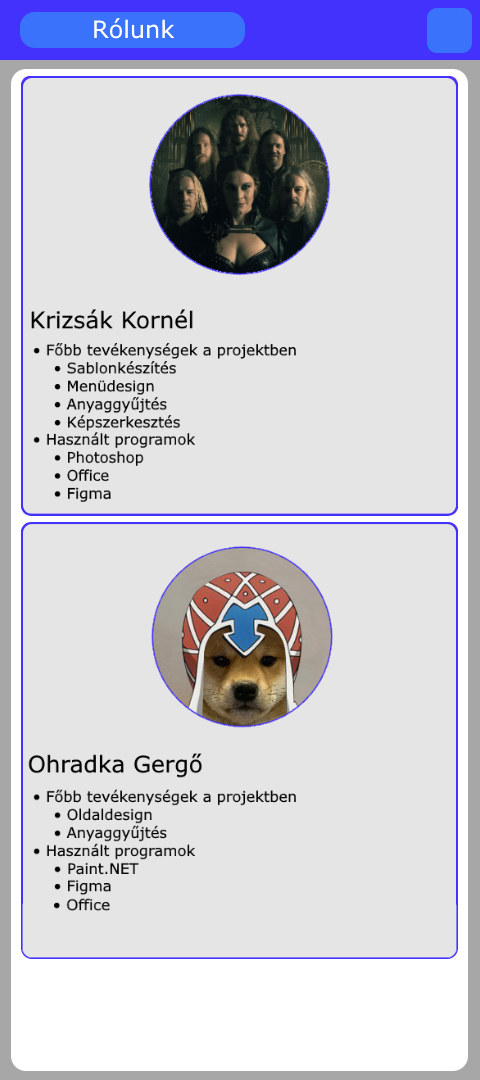 Rólunk
Krizsák Kornél
• Főbb tevékenységek a projektben
• Sablonkészítés
• Menüdesign
• Anyaggyűjtés
• Képszerkesztés
• Használt programok
• Photoshop
• Office
• Figma
Ohradka Gergő
• Főbb tevékenységek a projektben
• Oldaldesign
• Anyaggyűjtés
• Használt programok
• Paint.NET
• Figma
• Office